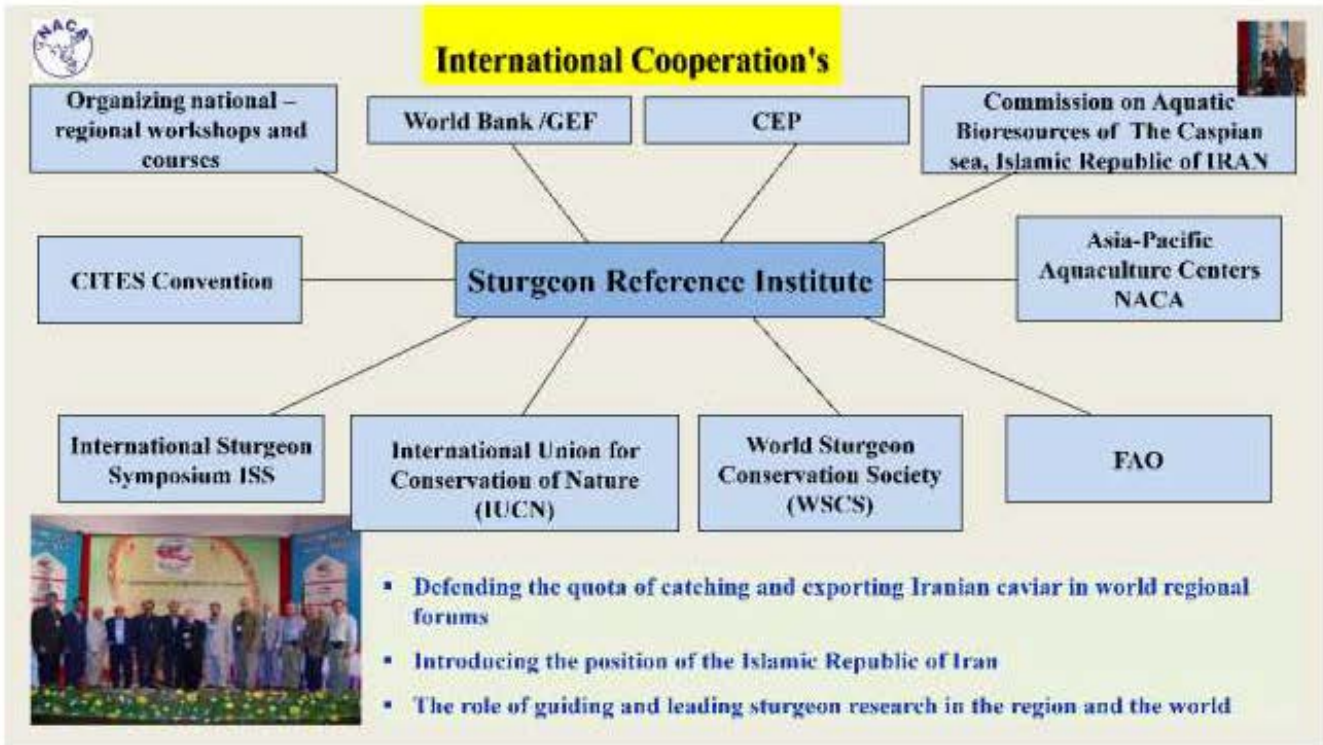 NACA
International Cooperation's
Organizing national –
regional workshops and
courses
World Bank /GEF
CEP
Commission on Aquatic
Bioresources of The Caspian
sea, Islamic Republic of IRAN
CITES Convention
Sturgeon Reference Institute
Asia-Pacific
Aquaculture Centers
NACA
International Sturgeon
Symposium ISS
International Union for
Conservation of Nature
(IUCN)
World Sturgeon
Conservation Society
(WSCS)
FAO
▪ Defending the quota of catching and exporting Iranian caviar in world regional
forums
▪ Introducing the position of the Islamic Republic of Iran
▪ The role of guiding and leading sturgeon research in the region and the world